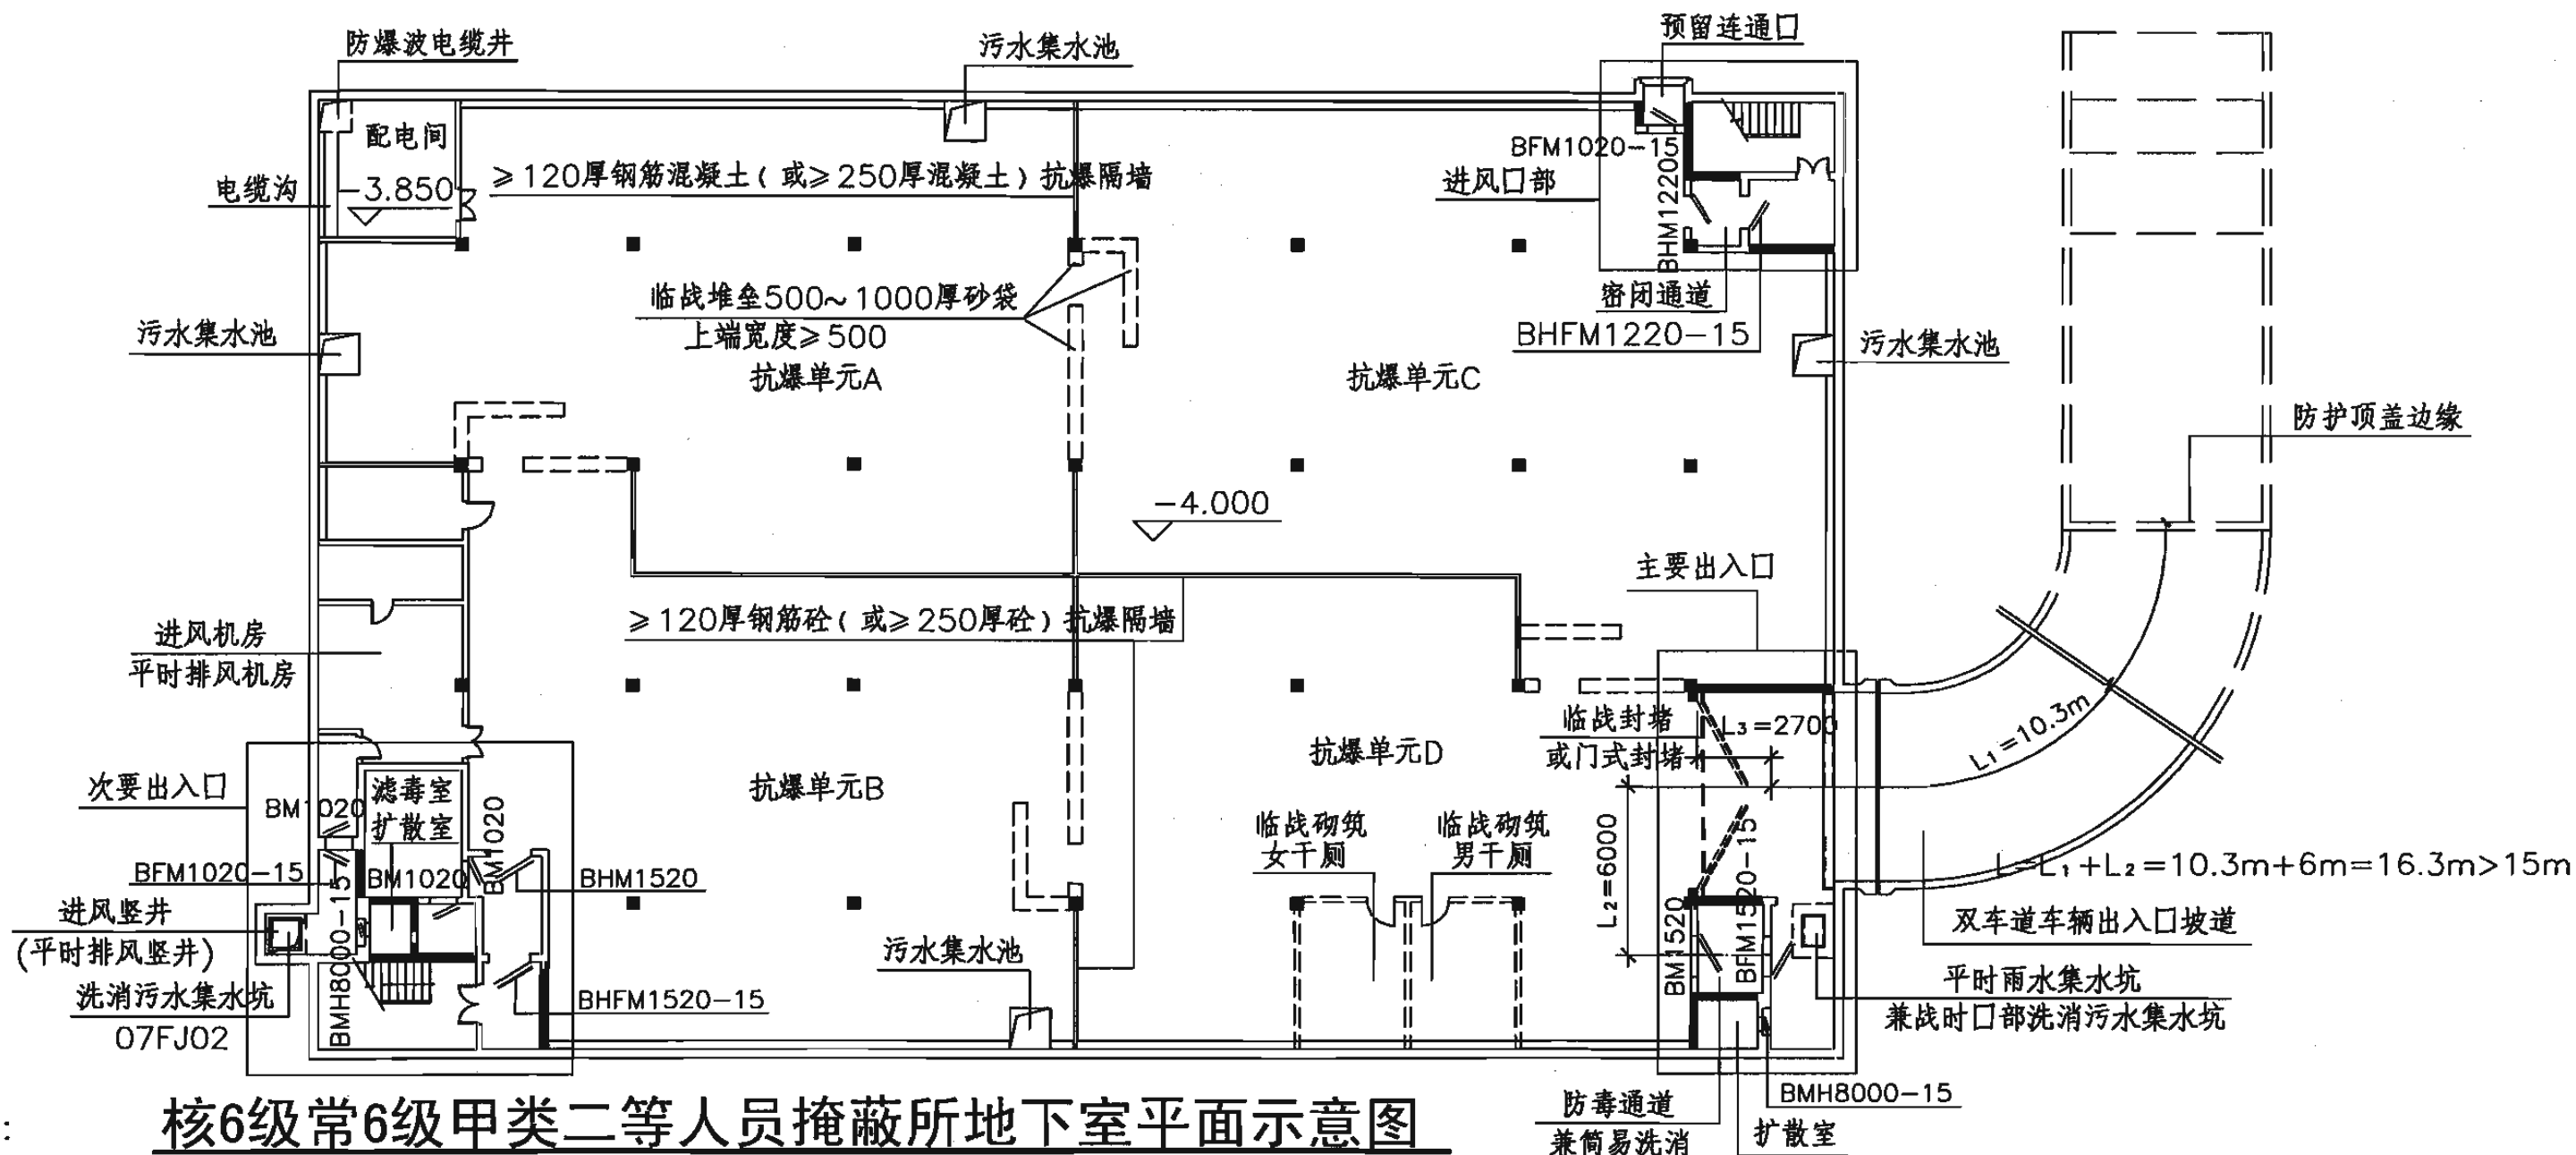 防爆波电缆井
污水集水池
预留连通口
配电间
电缆沟
-3.850
≥120厚钢筋混凝土(或≥250厚混凝土)抗爆隔墙
BFM1020-15
进风口部
BHM1220
密闭通道
BHFM1220-15
临战堆垒500~1000厚砂袋
上端宽度≥500
污水集水池
抗爆单元A
抗爆单元C
污水集水池
防护顶盖边缘
-4.000
主要出入口
≥120厚钢筋砼(或≥250厚砼)抗爆隔墙
进风机房
平时排风机房
临战封堵
或门式封堵
L₃=2700
L₁=10.3m
次要出入口
BM1020
滤毒室
扩散室
BM1020
抗爆单元B
抗爆单元D
临战砌筑
女干厕
临战砌筑
男干厕
L₂=6000
BFM1020-15
BM1020
BHM1520
BM1520
BFM1520-15
L=L₁+L₂=10.3m+6m=16.3m>15m
进风竖井
(平时排风竖井)
洗消污水集水坑
07FJ02
BMH8000-15
BHFM1520-15
污水集水池
双车道车辆出入口坡道
平时雨水集水坑
兼战时口部洗消污水集水坑
BMH8000-15
防毒通道
兼简易洗消
扩散室
核6级常6级甲类二等人员掩蔽所地下室平面示意图
: